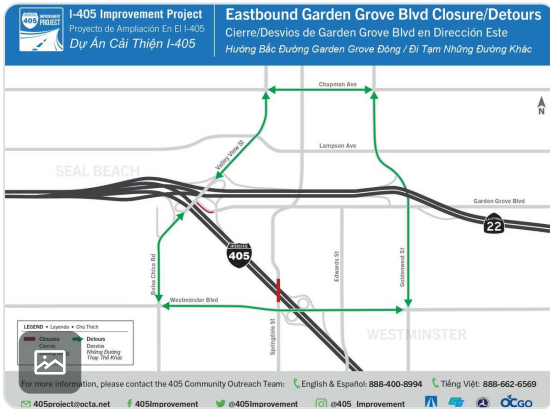 405
IMPROVEMENT
PROJECT
I-405 Improvement Project
Proyecto de Ampliación En El I-405
Dự Án Cải Thiện I-405
Eastbound Garden Grove Blvd Closure/Detours
Cierre/Desvios de Garden Grove Blvd en Dirección Este
Hướng Bắc Đường Garden Grove Đóng / Đi Tạm Những Đường Khác
Chapman Ave
N
Valley View St
Lampson Ave
SEAL BEACH
Garden Grove Blvd
22
405
Bolsa Chica Rd
Edwards St
Goldenwest St
Westminster Blvd
Springdale St
WESTMINSTER
LEGEND • Leyenda • Chú Thích
Closures
Cierres
Detours
Desvios
Những Đường
Thay Thế Khác
For more information, please contact the 405 Community Outreach Team: English & Español: 888-400-8994 Tiếng Việt: 888-662-6569
405project@octa.net 405Improvement @405Improvement @405_Improvement OCGO